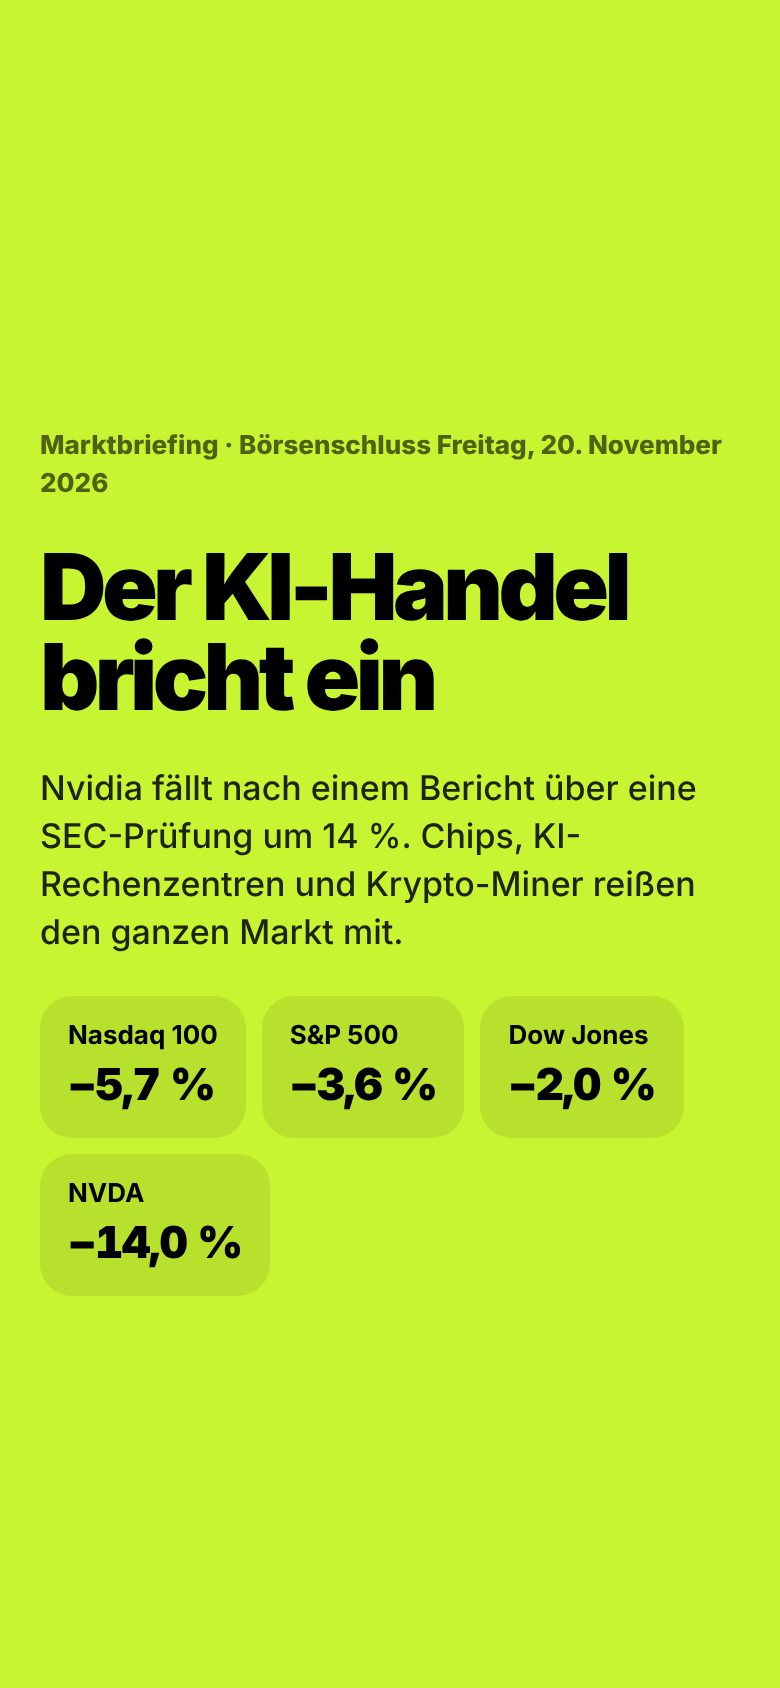 Marktbriefing · Börsenschluss Freitag, 20. November
2026
Der KI-Handel
bricht ein
Nvidia fällt nach einem Bericht über eine
SEC-Prüfung um 14 %. Chips, KI-
Rechenzentren und Krypto-Miner reißen
den ganzen Markt mit.
Nasdaq 100
–5,7 %
S&P 500
–3,6 %
Dow Jones
–2,0 %
NVDA
–14,0 %